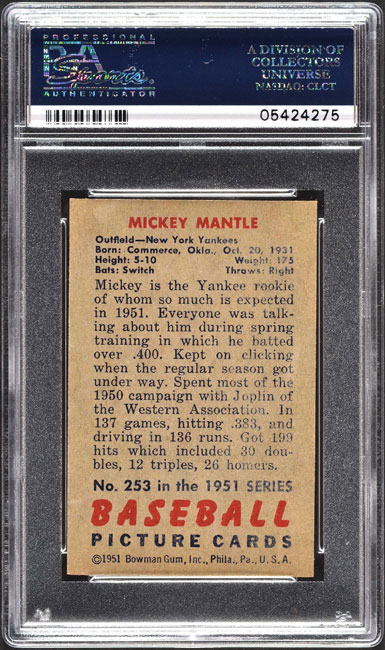 PROFESSIONAL
PSA
Sports
AUTHENTICATOR
A DIVISION OF
COLLECTORS
UNIVERSE
NASDAQ: CLCT
05424275
MICKEY MANTLE
Outfield—New York Yankees
Born: Commerce, Okla., Oct. 20, 1931
Height: 5-10 Weight: 175
Bats: Switch Throws: Right
Mickey is the Yankee rookie
of whom so much is expected
in 1951. Everyone was talk-
ing about him during spring
training in which he batted
over .400. Kept on clicking
when the regular season got
under way. Spent most of the
1950 campaign with Joplin of
the Western Association. In
137 games, hitting .383, and
driving in 136 runs. Got 199
hits which included 30 dou-
bles, 12 triples, 26 homers.
No. 253 in the 1951 SERIES
BASEBALL
PICTURE CARDS
©1951 Bowman Gum, Inc., Phila., Pa., U.S.A.